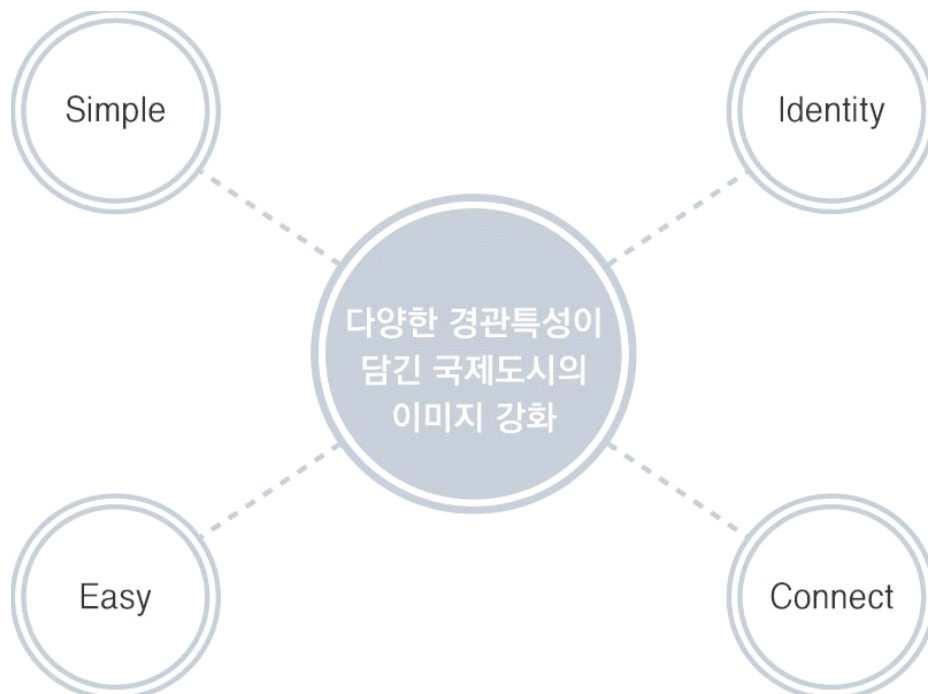 Simple
Identity
다양한 경관특성이
담긴 국제도시의
이미지 강화
Easy
Connect